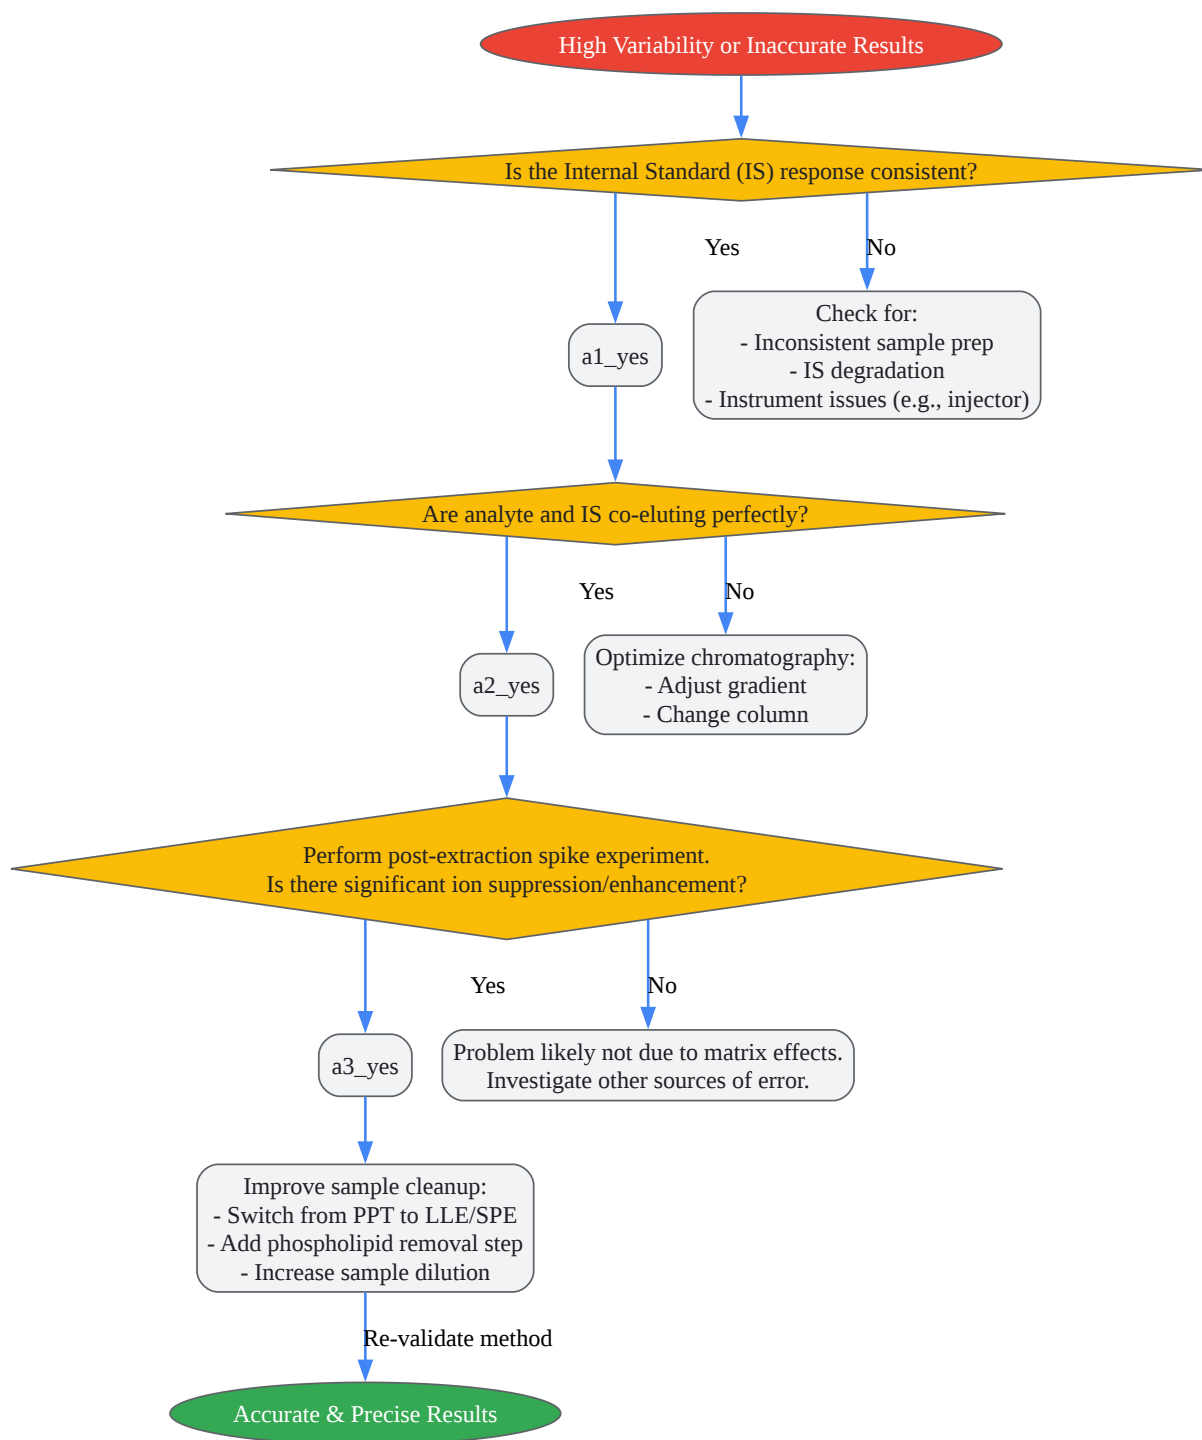 High Variability or Inaccurate Results
Is the Internal Standard (IS) response consistent?
Yes
No
a1_yes
Check for:
- Inconsistent sample prep
- IS degradation
- Instrument issues (e.g., injector)
Are analyte and IS co-eluting perfectly?
Yes
No
a2_yes
Optimize chromatography:
- Adjust gradient
- Change column
Perform post-extraction spike experiment.
Is there significant ion suppression/enhancement?
Yes
No
a3_yes
Problem likely not due to matrix effects.
Investigate other sources of error.
Improve sample cleanup:
- Switch from PPT to LLE/SPE
- Add phospholipid removal step
- Increase sample dilution
Re-validate method
Accurate & Precise Results